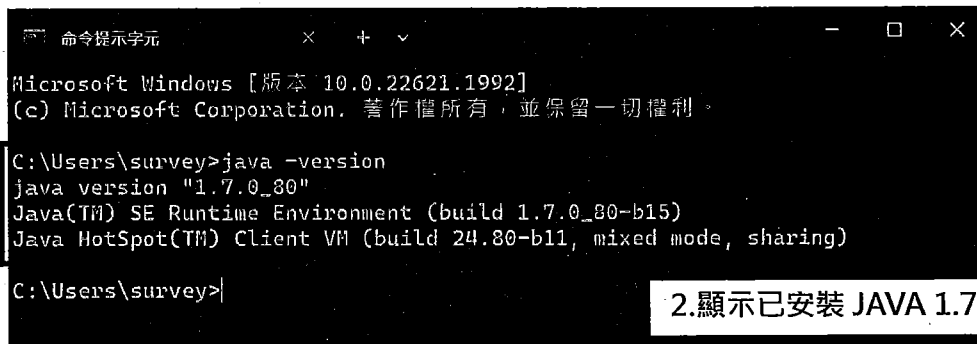 命令提示字元
Microsoft Windows [版本 10.0.22621.1992]
(c) Microsoft Corporation. 著作權所有，並保留一切權利。
C:\Users\survey>java -version
java version "1.7.0_80"
Java(TM) SE Runtime Environment (build 1.7.0_80-b15)
Java HotSpot(TM) Client VM (build 24.80-b11, mixed mode, sharing)
C:\Users\survey>
2.顯示已安裝 JAVA 1.7